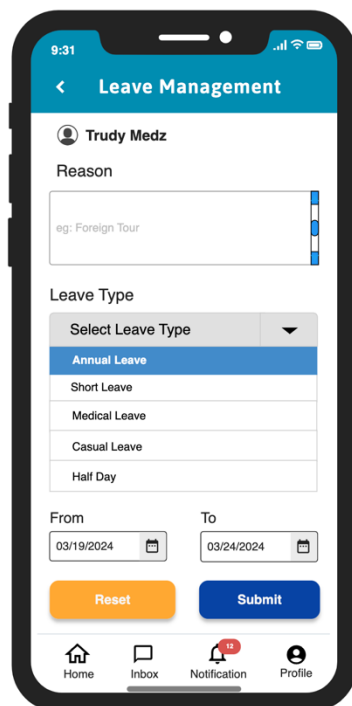 9:31
Leave Management
Trudy Medz
Reason
eg: Foreign Tour
Leave Type
Select Leave Type
Annual Leave
Short Leave
Medical Leave
Casual Leave
Half Day
From To
03/19/2024 03/24/2024
Reset Submit
12
Home Inbox Notification Profile